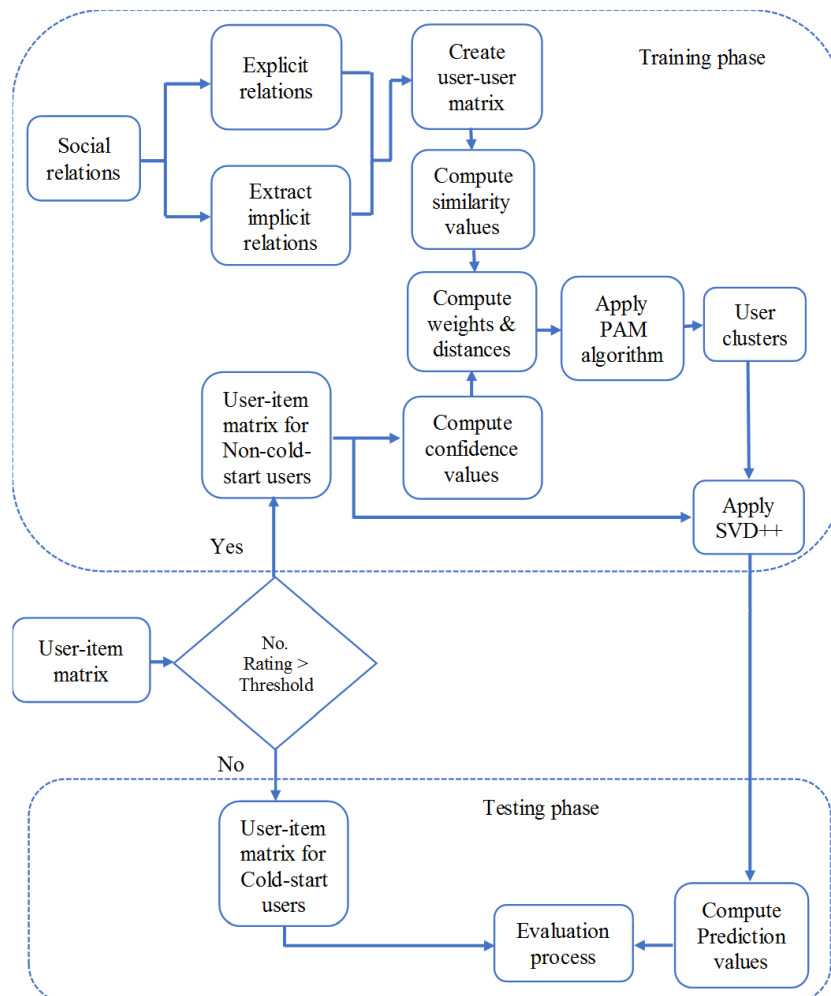 Training phase
Explicit
relations
Create
user-user
matrix
Social
relations
Extract
implicit
relations
Compute
similarity
values
Compute
weights &
distances
Apply
PAM
algorithm
User
clusters
User-item
matrix for
Non-cold-
start users
Compute
confidence
values
Apply
SVD++
Yes
User-item
matrix
No.
Rating >
Threshold
No
Testing phase
User-item
matrix for
Cold-start
users
Evaluation
process
Compute
Prediction
values